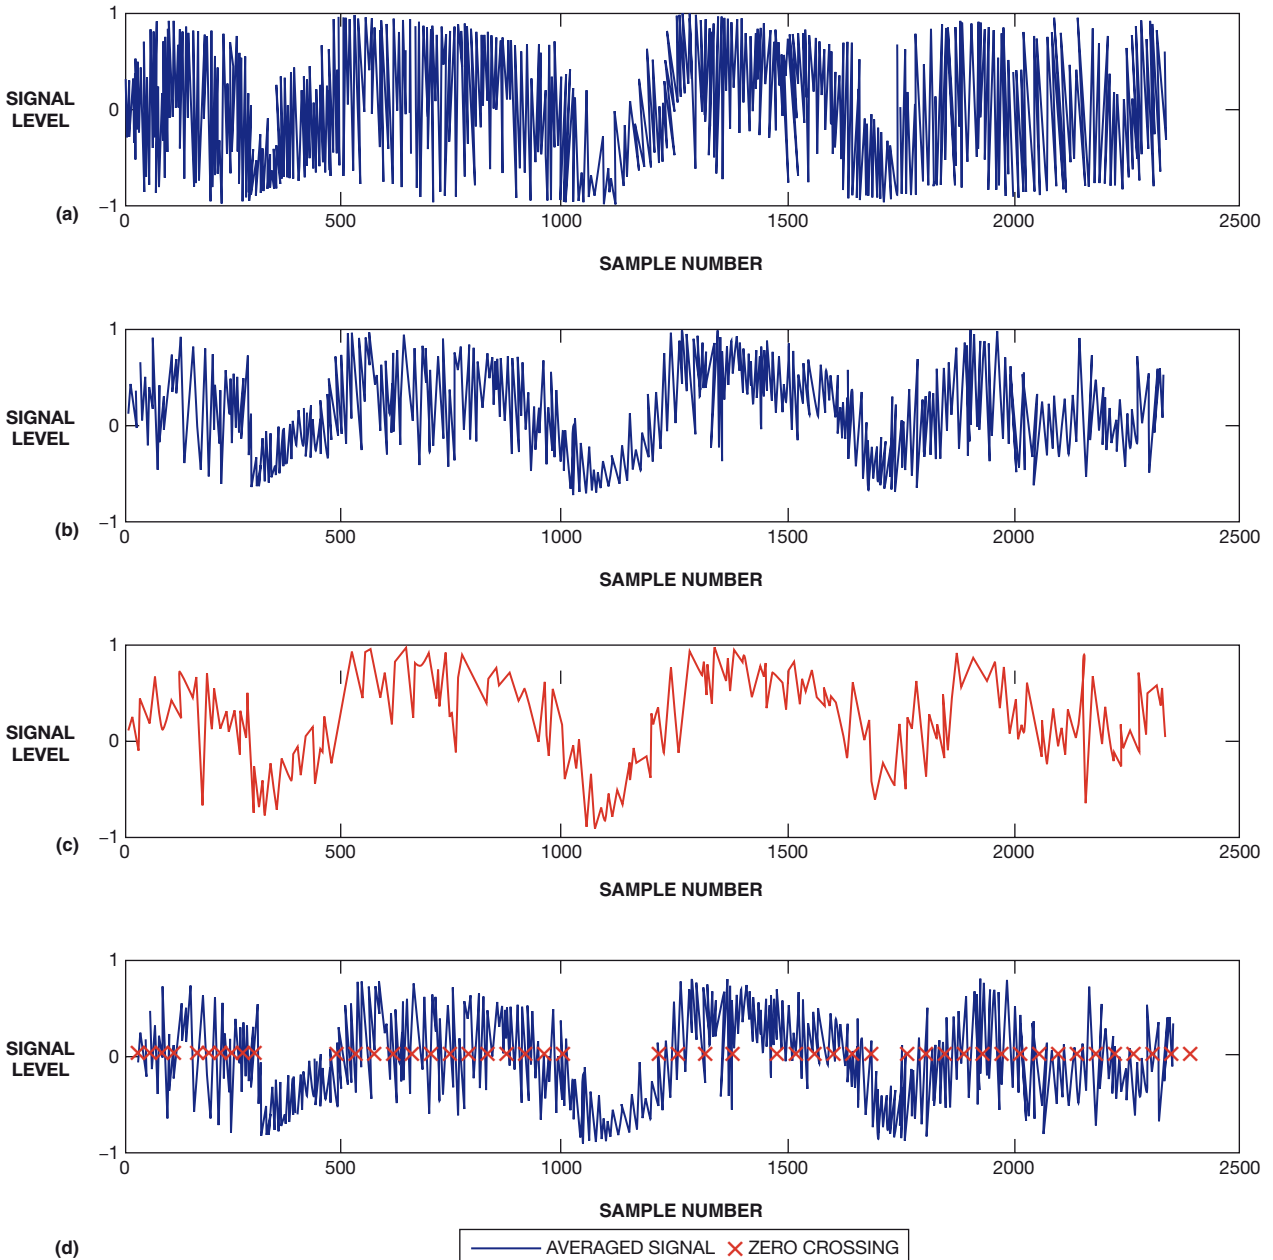 1
SIGNAL
LEVEL
0
−1
(a)
0 500 1000 1500 2000 2500
SAMPLE NUMBER
1
SIGNAL
LEVEL
0
−1
(b)
0 500 1000 1500 2000 2500
SAMPLE NUMBER
1
SIGNAL
LEVEL
0
−1
(c)
0 500 1000 1500 2000 2500
SAMPLE NUMBER
1
SIGNAL
LEVEL
0
−1
0 500 1000 1500 2000 2500
SAMPLE NUMBER
(d)
AVERAGED SIGNAL ZERO CROSSING